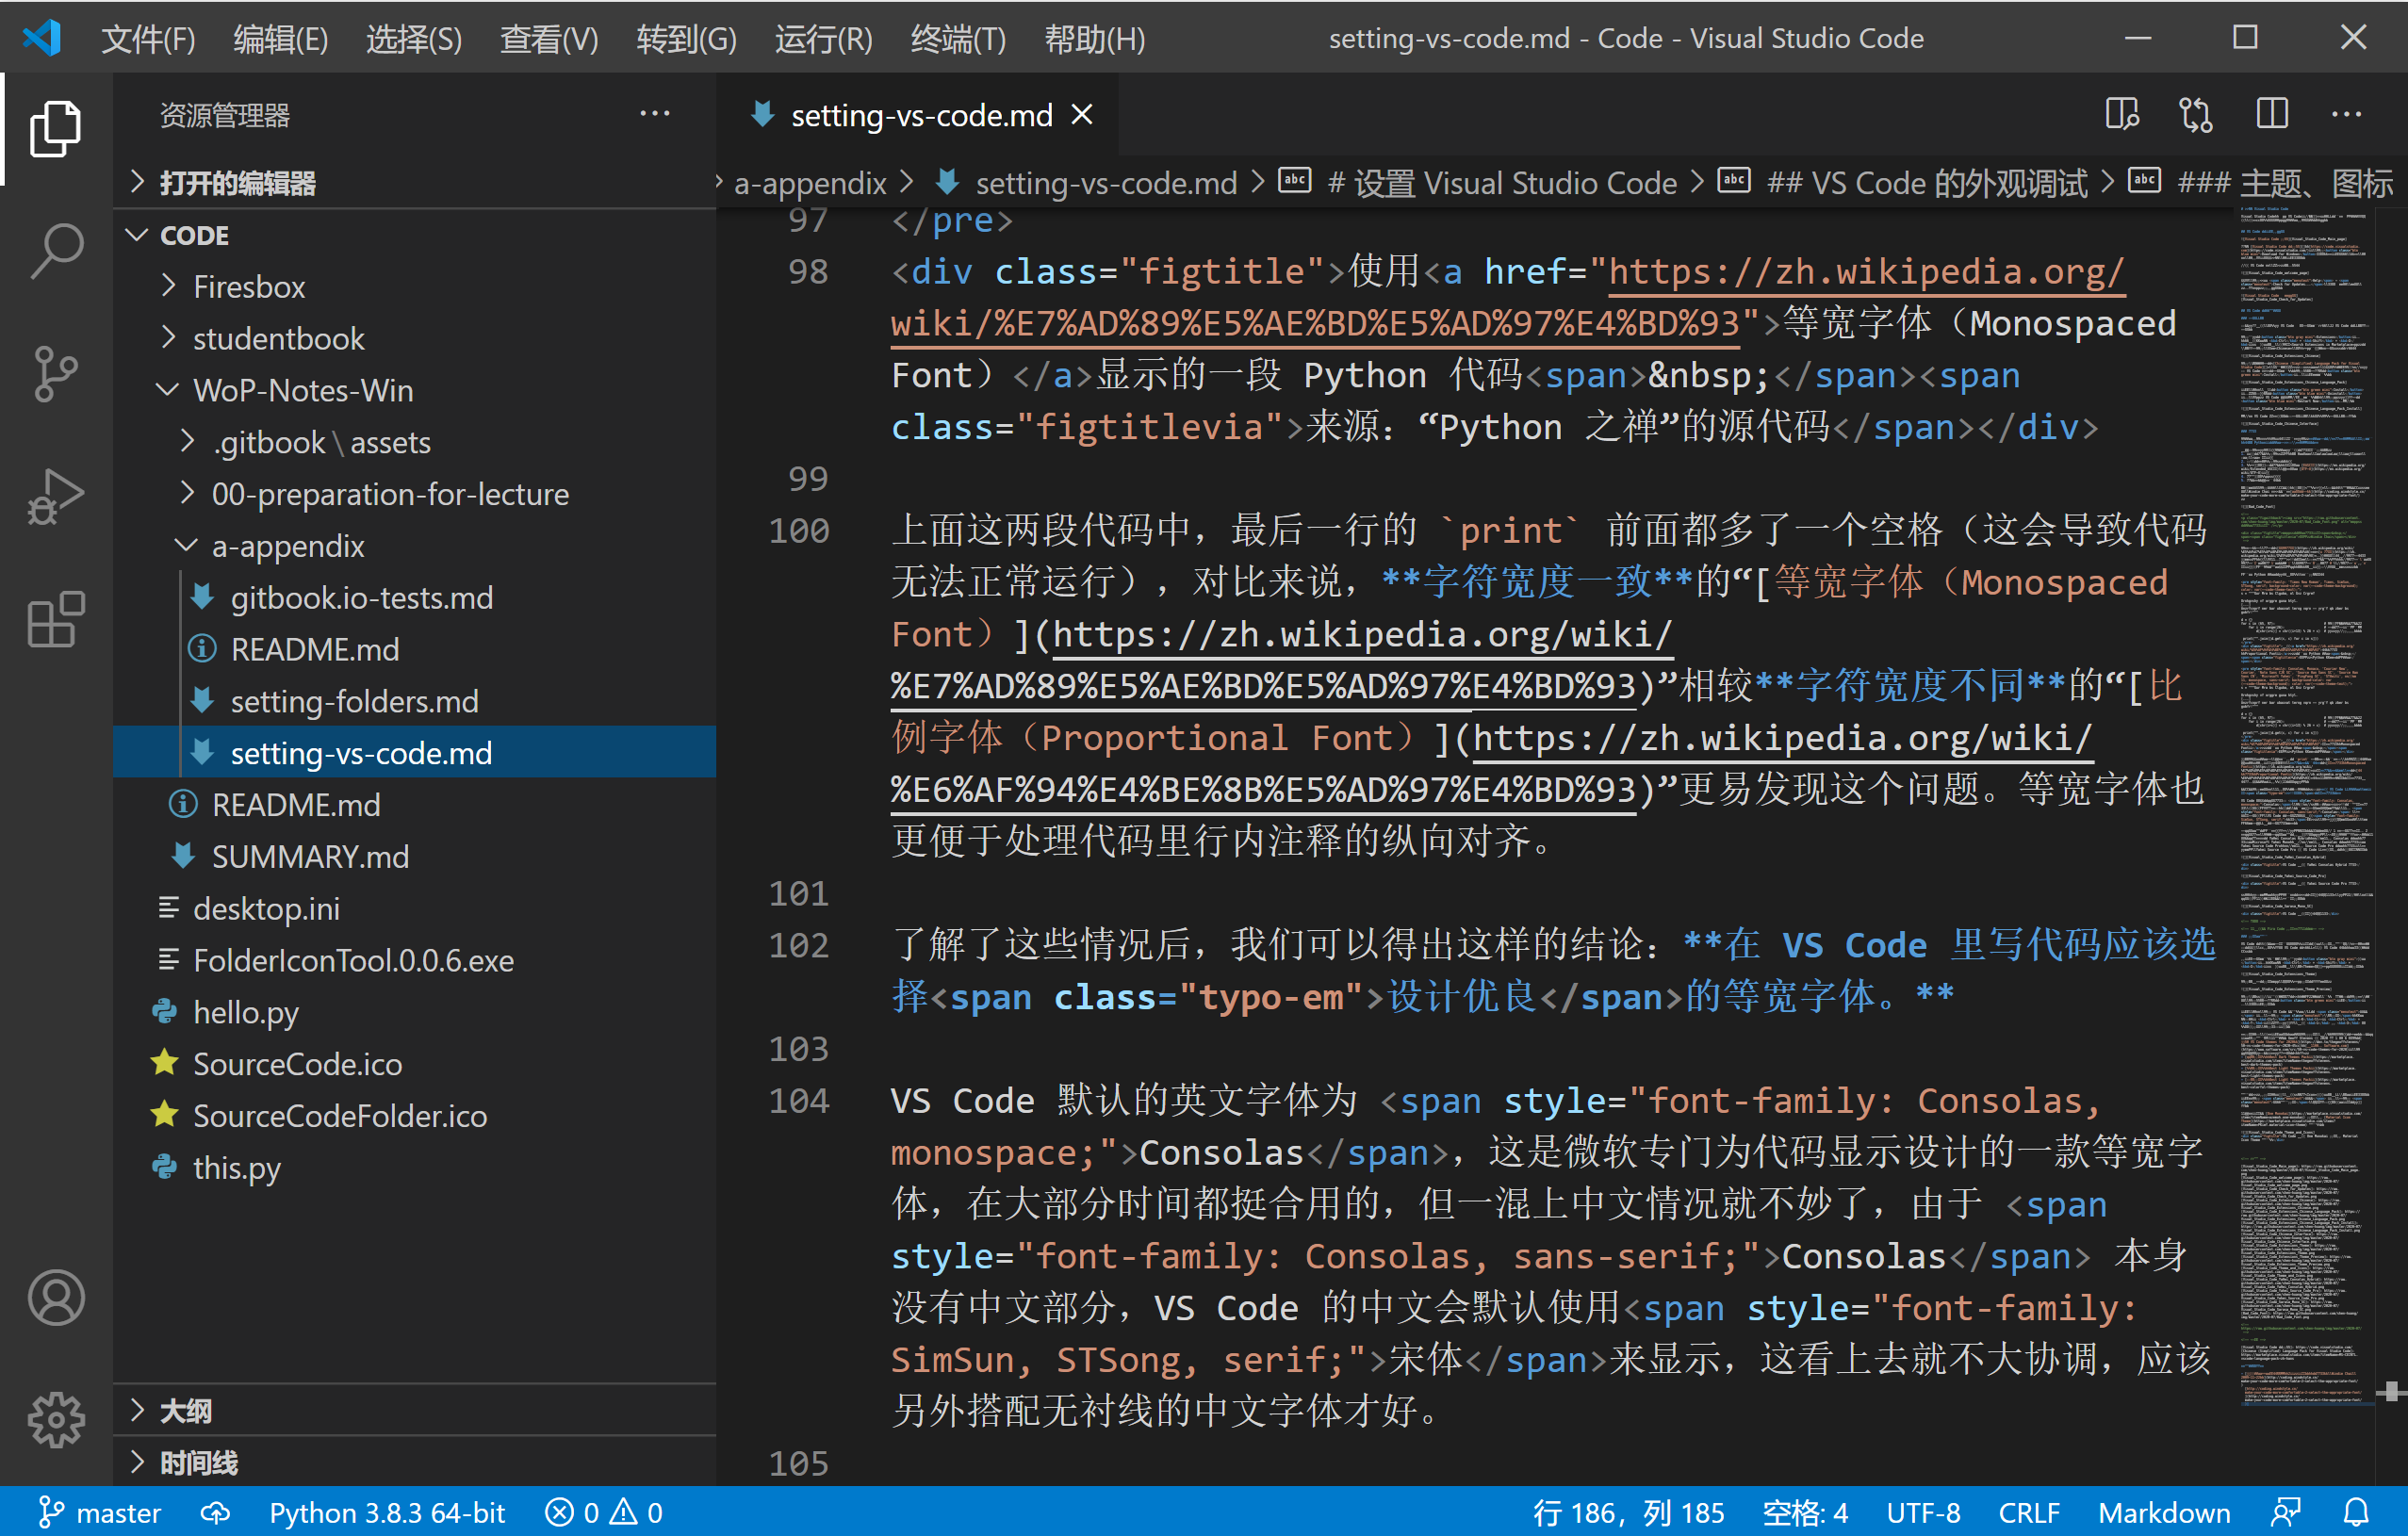 文件(F) 编辑(E) 选择(S) 查看(V) 转到(G) 运行(R) 终端(T) 帮助(H) setting-vs-code.md - Code - Visual Studio Code
资源管理器
打开的编辑器
CODE
Firesbox
studentbook
WoP-Notes-Win
.gitbook \ assets
00-preparation-for-lecture
a-appendix
gitbook.io-tests.md
README.md
setting-folders.md
setting-vs-code.md
README.md
SUMMARY.md
desktop.ini
FolderIconTool.0.0.6.exe
hello.py
SourceCode.ico
SourceCodeFolder.ico
this.py
大纲
时间线
setting-vs-code.md
a-appendix > setting-vs-code.md > # 设置 Visual Studio Code > ## VS Code 的外观调试 > ### 主题、图标
97 </pre>
98 <div class="figtitle">使用<a href="https://zh.wikipedia.org/
wiki/%E7%AD%89%E5%AE%BD%E5%AD%97%E4%BD%93">等宽字体（Monospaced
Font）</a>显示的一段 Python 代码<span>&nbsp;</span><span
class="figtitlevia">来源：“Python 之禅”的源代码</span></div>
99
100 上面这两段代码中，最后一行的 `print` 前面都多了一个空格（这会导致代码
无法正常运行），对比来说，**字符宽度一致**的“[等宽字体（Monospaced
Font）](https://zh.wikipedia.org/wiki/
%E7%AD%89%E5%AE%BD%E5%AD%97%E4%BD%93)”相较**字符宽度不同**的“[比
例字体（Proportional Font）](https://zh.wikipedia.org/wiki/
%E6%AF%94%E4%BE%8B%E5%AD%97%E4%BD%93)”更易发现这个问题。等宽字体也
更便于处理代码里行内注释的纵向对齐。
101
102 了解了这些情况后，我们可以得出这样的结论：**在 VS Code 里写代码应该选
择<span class="typo-em">设计优良</span>的等宽字体。**
103
104 VS Code 默认的英文字体为 <span style="font-family: Consolas,
monospace;">Consolas</span>，这是微软专门为代码显示设计的一款等宽字
体，在大部分时间都挺合用的，但一混上中文情况就不妙了，由于 <span
style="font-family: Consolas, sans-serif;">Consolas</span> 本身
没有中文部分，VS Code 的中文会默认使用<span style="font-family:
SimSun, STSong, serif;">宋体</span>来显示，这看上去就不大协调，应该
另外搭配无衬线的中文字体才好。
105
master Python 3.8.3 64-bit 0 0 行 186，列 185 空格: 4 UTF-8 CRLF Markdown